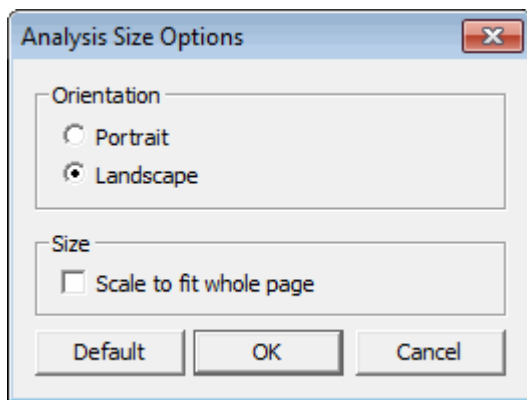 Analysis Size Options
Orientation
Portrait
Landscape
Size
Scale to fit whole page
Default OK Cancel